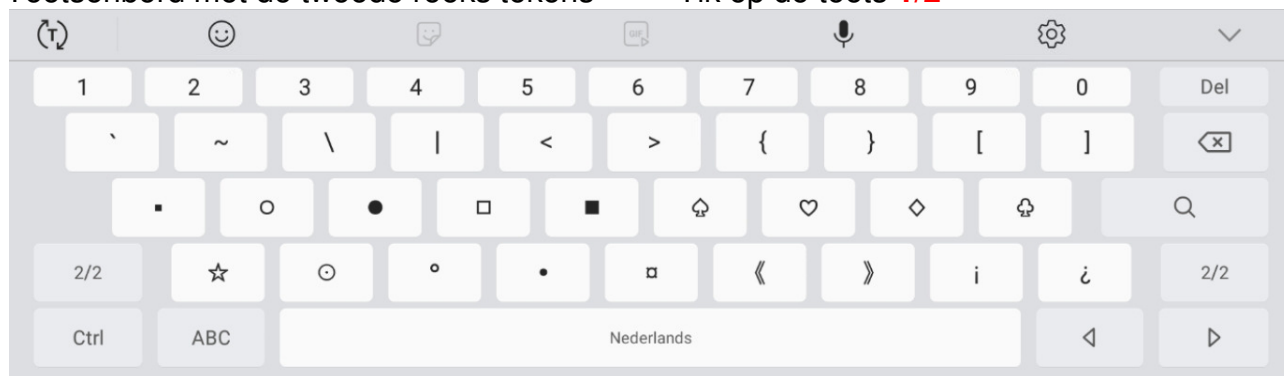 Toetsenbord met de tweede reeks tekens Tik op de toets 1/2
T GIF
1 2 3 4 5 6 7 8 9 0 Del
` ~ \ | < > { } [ ]
▪ ○ ● □ ■ ♤ ♡ ◇ ♧
2/2 ☆ ⊙ ° • ¤ 《 》 ¡ ¿ 2/2
Ctrl ABC Nederlands